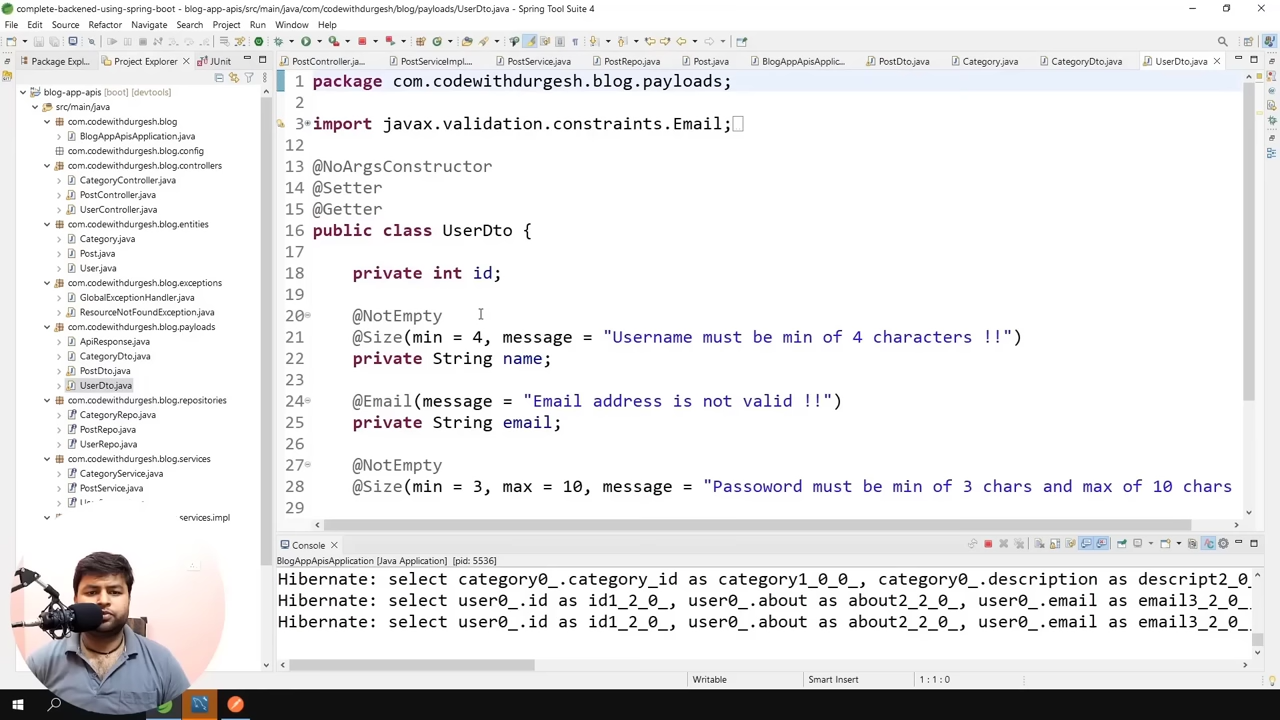 complete-backened-using-spring-boot - blog-app-apis/src/main/java/com/codewithdurgesh/blog/payloads/UserDto.java - Spring Tool Suite 4
File Edit Source Refactor Navigate Search Project Run Window Help
Package Expl... Project Explorer JUnit
PostController.ja... PostServiceImpl.... PostService.java PostRepo.java Post.java BlogAppApisApplic... PostDto.java Category.java CategoryDto.java UserDto.java
blog-app-apis [boot] [devtools]
src/main/java
com.codewithdurgesh.blog
BlogAppApisApplication.java
com.codewithdurgesh.blog.config
com.codewithdurgesh.blog.controllers
CategoryController.java
PostController.java
UserController.java
com.codewithdurgesh.blog.entities
Category.java
Post.java
User.java
com.codewithdurgesh.blog.exceptions
GlobalExceptionHandler.java
ResourceNotFoundException.java
com.codewithdurgesh.blog.payloads
ApiResponse.java
CategoryDto.java
PostDto.java
UserDto.java
com.codewithdurgesh.blog.repositories
CategoryRepo.java
PostRepo.java
UserRepo.java
com.codewithdurgesh.blog.services
CategoryService.java
PostService.java
services.impl
1 package com.codewithdurgesh.blog.payloads;
2
3 import javax.validation.constraints.Email;
12
13 @NoArgsConstructor
14 @Setter
15 @Getter
16 public class UserDto {
17
18 private int id;
19
20 @NotEmpty
21 @Size(min = 4, message = "Username must be min of 4 characters !!")
22 private String name;
23
24 @Email(message = "Email address is not valid !!")
25 private String email;
26
27 @NotEmpty
28 @Size(min = 3, max = 10, message = "Passoword must be min of 3 chars and max of 10 chars
29
Console
BlogAppApisApplication [Java Application] [pid: 5536]
Hibernate: select category0_.category_id as category1_0_0_, category0_.description as descript2_0_
Hibernate: select user0_.id as id1_2_0_, user0_.about as about2_2_0_, user0_.email as email3_2_0_,
Hibernate: select user0_.id as id1_2_0_, user0_.about as about2_2_0_, user0_.email as email3_2_0_,
Writable Smart Insert 1 : 1 : 0